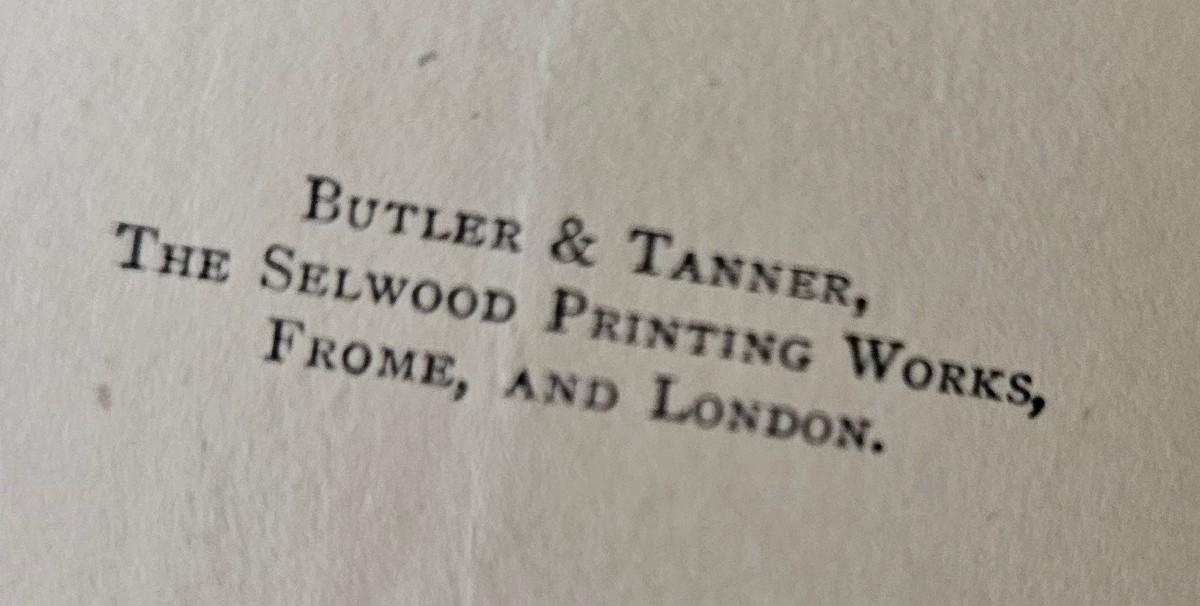 Butler & Tanner,
The Selwood Printing Works,
Frome, and London.